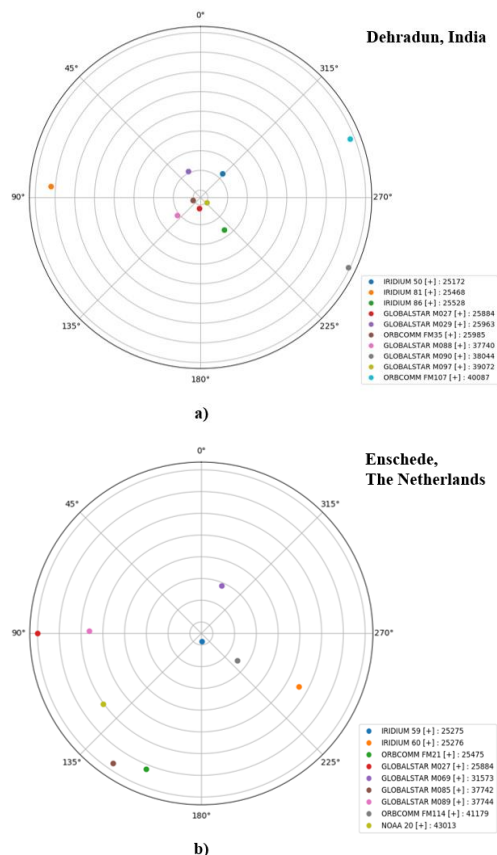 Dehradun, India
0°
45°
315°
90°
270°
135°
225°
180°
IRIDIUM 50 [+] : 25172
IRIDIUM 81 [+] : 25468
IRIDIUM 86 [+] : 25528
GLOBALSTAR M027 [+] : 25884
GLOBALSTAR M029 [+] : 25963
ORBCOMM FM35 [+] : 25985
GLOBALSTAR M088 [+] : 37740
GLOBALSTAR M090 [+] : 38044
GLOBALSTAR M097 [+] : 39072
ORBCOMM FM107 [+] : 40087
a)
Enschede,
The Netherlands
0°
45°
315°
90°
270°
135°
225°
180°
IRIDIUM 59 [+] : 25275
IRIDIUM 60 [+] : 25276
ORBCOMM FM21 [+] : 25475
GLOBALSTAR M027 [+] : 25884
GLOBALSTAR M069 [+] : 31573
GLOBALSTAR M085 [+] : 37742
GLOBALSTAR M089 [+] : 37744
ORBCOMM FM114 [+] : 41179
NOAA 20 [+] : 43013
b)